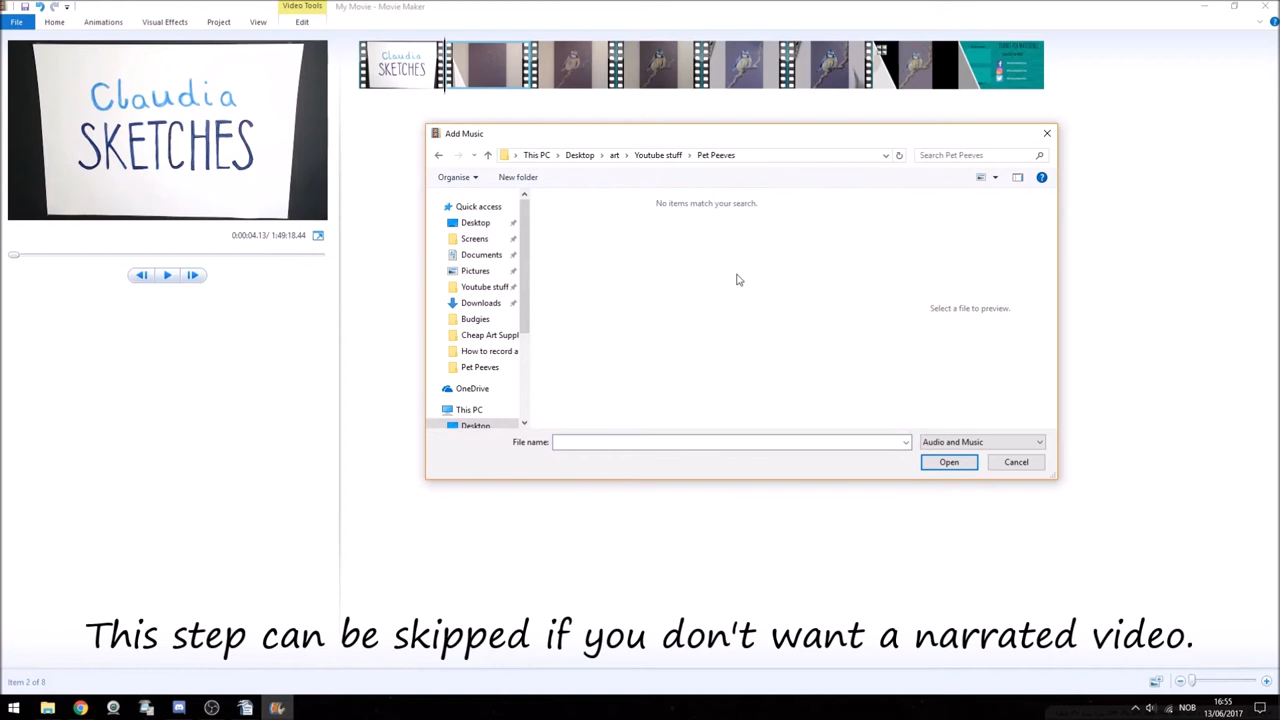 Video Tools
My Movie - Movie Maker
File
Home
Animations
Visual Effects
Project
View
Edit
Claudia
SKETCHES
Claudia
SKETCHES
0:00:04.13/ 1:49:18.44
Add Music
This PC
Desktop
art
Youtube stuff
Pet Peeves
Search Pet Peeves
Organise
New folder
No items match your search.
Select a file to preview.
Quick access
Desktop
Screens
Documents
Pictures
Youtube stuff
Downloads
Budgies
Cheap Art Suppl
How to record a
Pet Peeves
OneDrive
This PC
Desktop
File name:
Audio and Music
Open
Cancel
This step can be skipped if you don't want a narrated video.
Item 2 of 8
NOB
16:55
13/06/2017